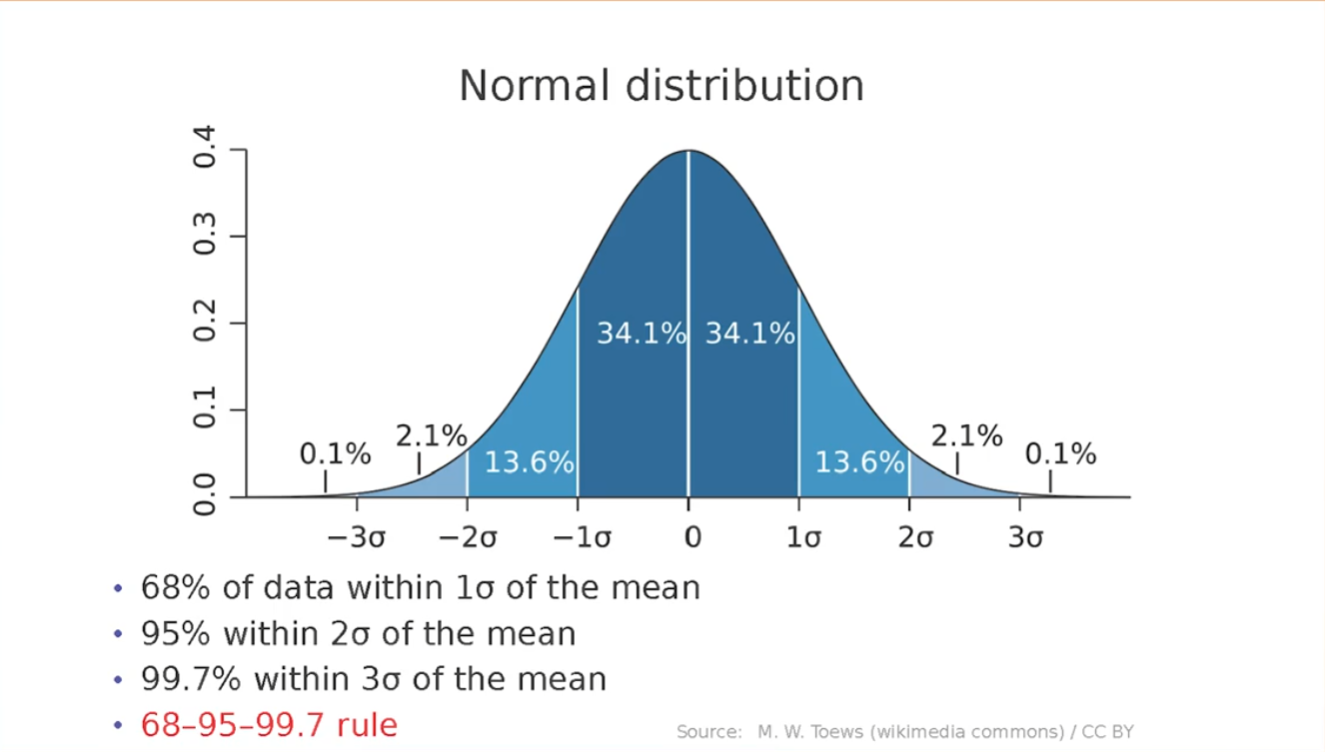 Normal distribution
0.4
0.3
0.2
0.1
0.0
34.1% 34.1%
0.1% 2.1% 13.6% 13.6% 2.1% 0.1%
−3σ −2σ −1σ 0 1σ 2σ 3σ
• 68% of data within 1σ of the mean
• 95% within 2σ of the mean
• 99.7% within 3σ of the mean
• 68–95–99.7 rule
Source: M. W. Toews (wikimedia commons) / CC BY